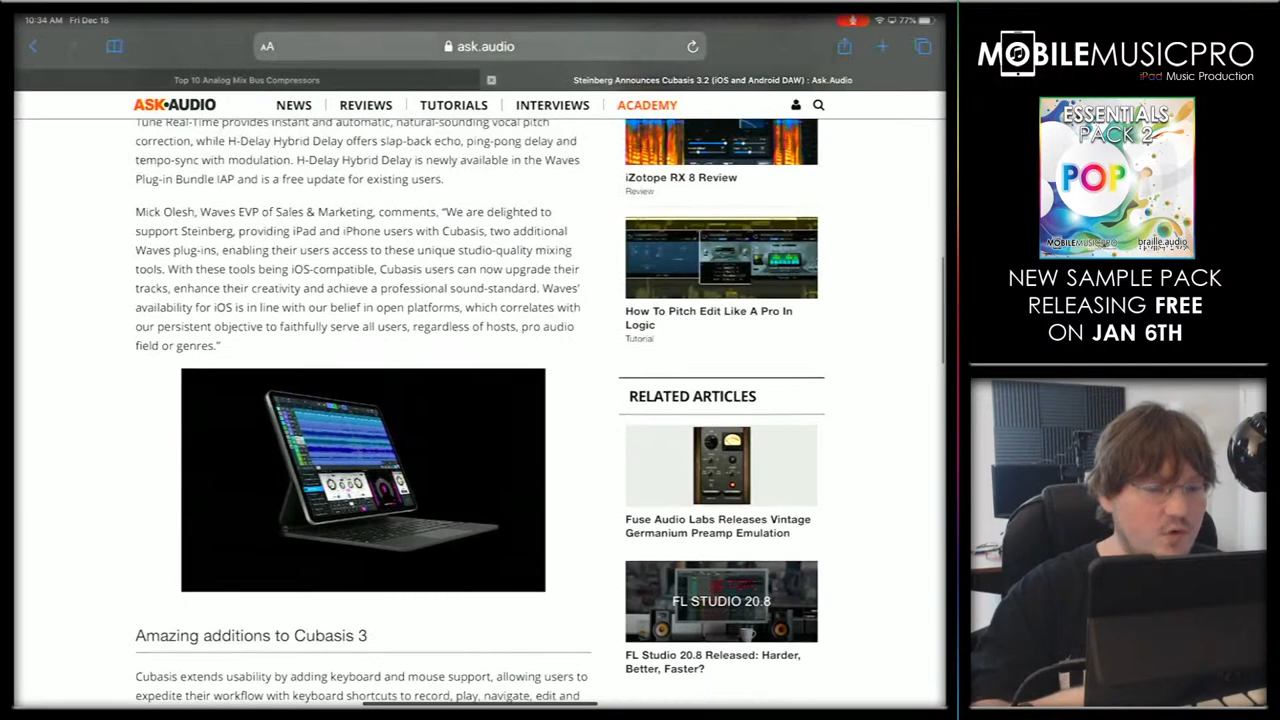 10:34 AM Fri Dec 18
77%
AA
ask.audio
Top 10 Analog Mix Bus Compressors
Steinberg Announces Cubasis 3.2 (iOS and Android DAW) : Ask.Audio
ASK•AUDIO
NEWS
REVIEWS
TUTORIALS
INTERVIEWS
ACADEMY
Tune Real-Time provides instant and automatic, natural-sounding vocal pitch
correction, while H-Delay Hybrid Delay offers slap-back echo, ping-pong delay and
tempo-sync with modulation. H-Delay Hybrid Delay is newly available in the Waves
Plug-in Bundle IAP and is a free update for existing users.
Mick Olesh, Waves EVP of Sales & Marketing, comments, “We are delighted to
support Steinberg, providing iPad and iPhone users with Cubasis, two additional
Waves plug-ins, enabling their users access to these unique studio-quality mixing
tools. With these tools being iOS-compatible, Cubasis users can now upgrade their
tracks, enhance their creativity and achieve a professional sound-standard. Waves’
availability for iOS is in line with our belief in open platforms, which correlates with
our persistent objective to faithfully serve all users, regardless of hosts, pro audio
field or genres.”
Amazing additions to Cubasis 3
Cubasis extends usability by adding keyboard and mouse support, allowing users to
expedite their workflow with keyboard shortcuts to record, play, navigate, edit and
iZotope RX 8 Review
Review
How To Pitch Edit Like A Pro In
Logic
Tutorial
RELATED ARTICLES
Fuse Audio Labs Releases Vintage
Germanium Preamp Emulation
FL STUDIO 20.8
FL Studio 20.8 Released: Harder,
Better, Faster?
MOBILEMUSICPRO
iPad Music Production
ESSENTIALS
PACK 2
POP
MOBILEMUSICPRO
braille.audio
NEW SAMPLE PACK
RELEASING FREE
ON JAN 6TH